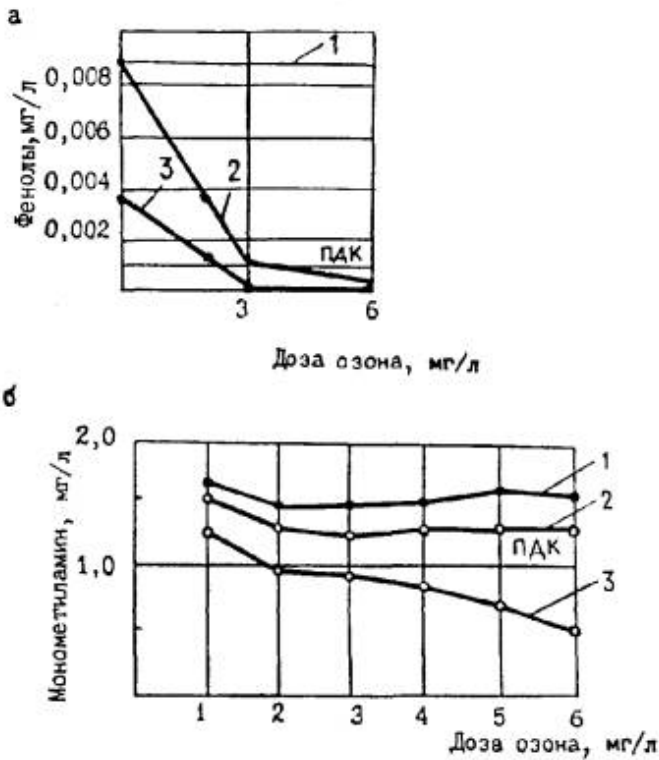 а
Фенолы, мг/л
0,008
0,006
0,004
0,002
1
2
3
ПДК
3
6
Доза озона, мг/л
б
Монометиламин, мг/л
2,0
1,0
1
2
ПДК
3
1 2 3 4 5 6
Доза озона, мг/л